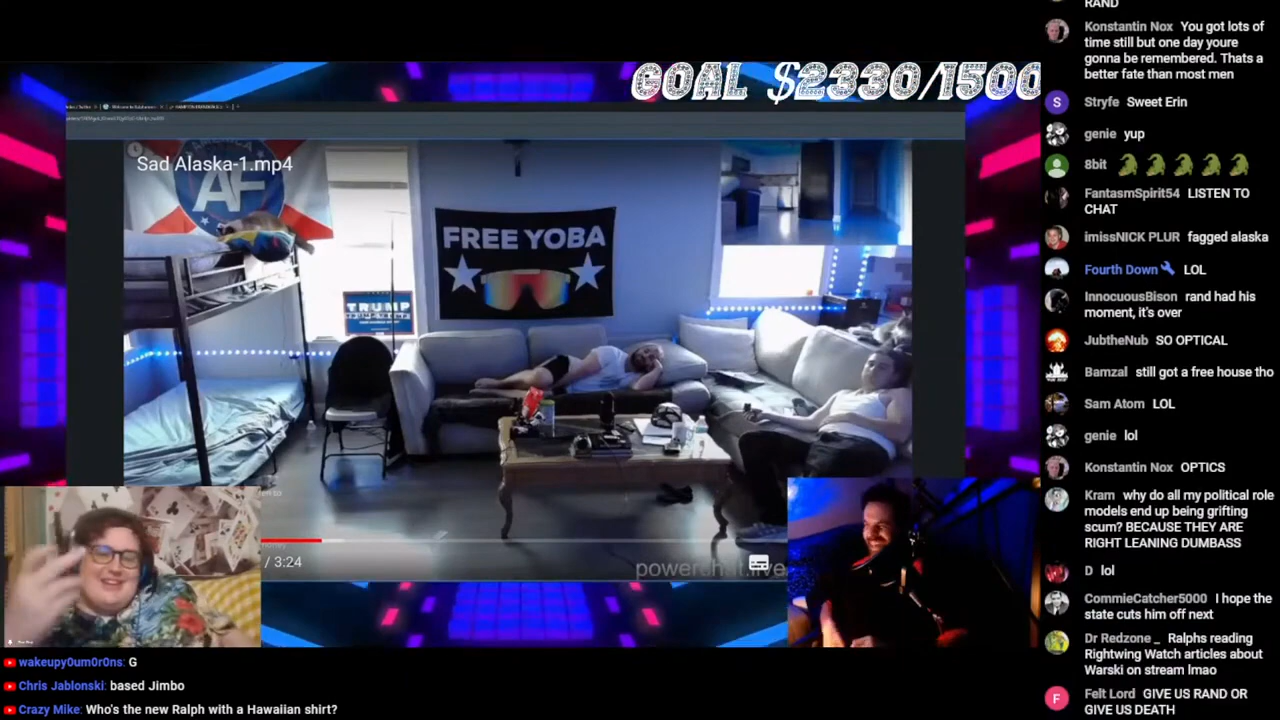 GOAL $2330/1500
Sad Alaska-1.mp4
AF
FREE YOBA
TRUMP
/ 3:24
powerchat.live
wakeupy0um0r0ns: G
Chris Jablonski: based Jimbo
Crazy Mike: Who's the new Ralph with a Hawaiian shirt?
RAND
Konstantin Nox You got lots of
time still but one day youre
gonna be remembered. Thats a
better fate than most men
S
Stryfe Sweet Erin
genie yup
8bit
FantasmSpirit54 LISTEN TO
CHAT
imissNICK PLUR fagged alaska
Fourth Down LOL
InnocuousBison rand had his
moment, it's over
JubtheNub SO OPTICAL
Bamzal still got a free house tho
Sam Atom LOL
genie lol
Konstantin Nox OPTICS
Kram why do all my political role
models end up being grifting
scum? BECAUSE THEY ARE
RIGHT LEANING DUMBASS
D lol
CommieCatcher5000 I hope the
state cuts him off next
Dr Redzone _ Ralphs reading
Rightwing Watch articles about
Warski on stream lmao
F
Felt Lord GIVE US RAND OR
GIVE US DEATH